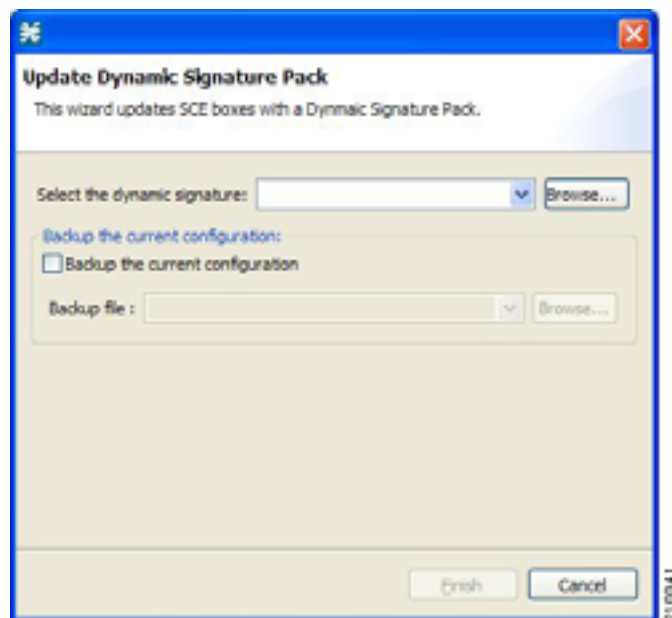 Update Dynamic Signature Pack
This wizard updates SCE boxes with a Dynmaic Signature Pack.
Select the dynamic signature:
Browse...
Backup the current configuration:
Backup the current configuration
Backup file :
Browse...
Finish
Cancel